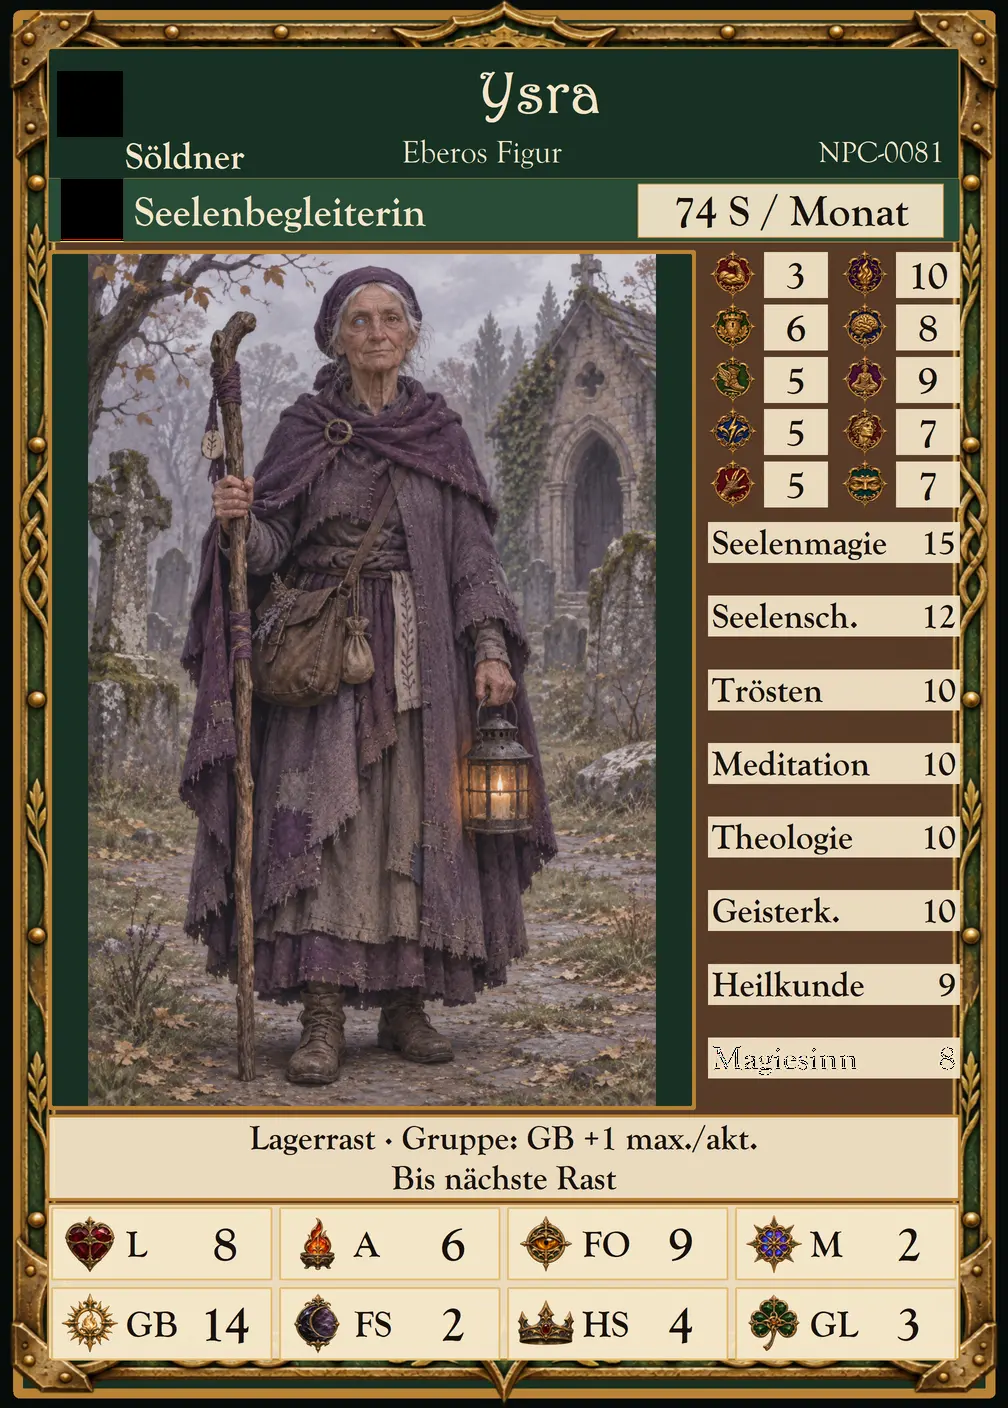 Ysra
Söldner
Eberos Figur
NPC-0081
Seelenbegleiterin
74 S / Monat
3 10
6 8
5 9
5 7
5 7
Seelenmagie 15
Seelensch. 12
Trösten 10
Meditation 10
Theologie 10
Geisterk. 10
Heilkunde 9
Magiesinn 8
Lagerrast · Gruppe: GB +1 max./akt.
Bis nächste Rast
L 8 A 6 FO 9 M 2
GB 14 FS 2 HS 4 GL 3